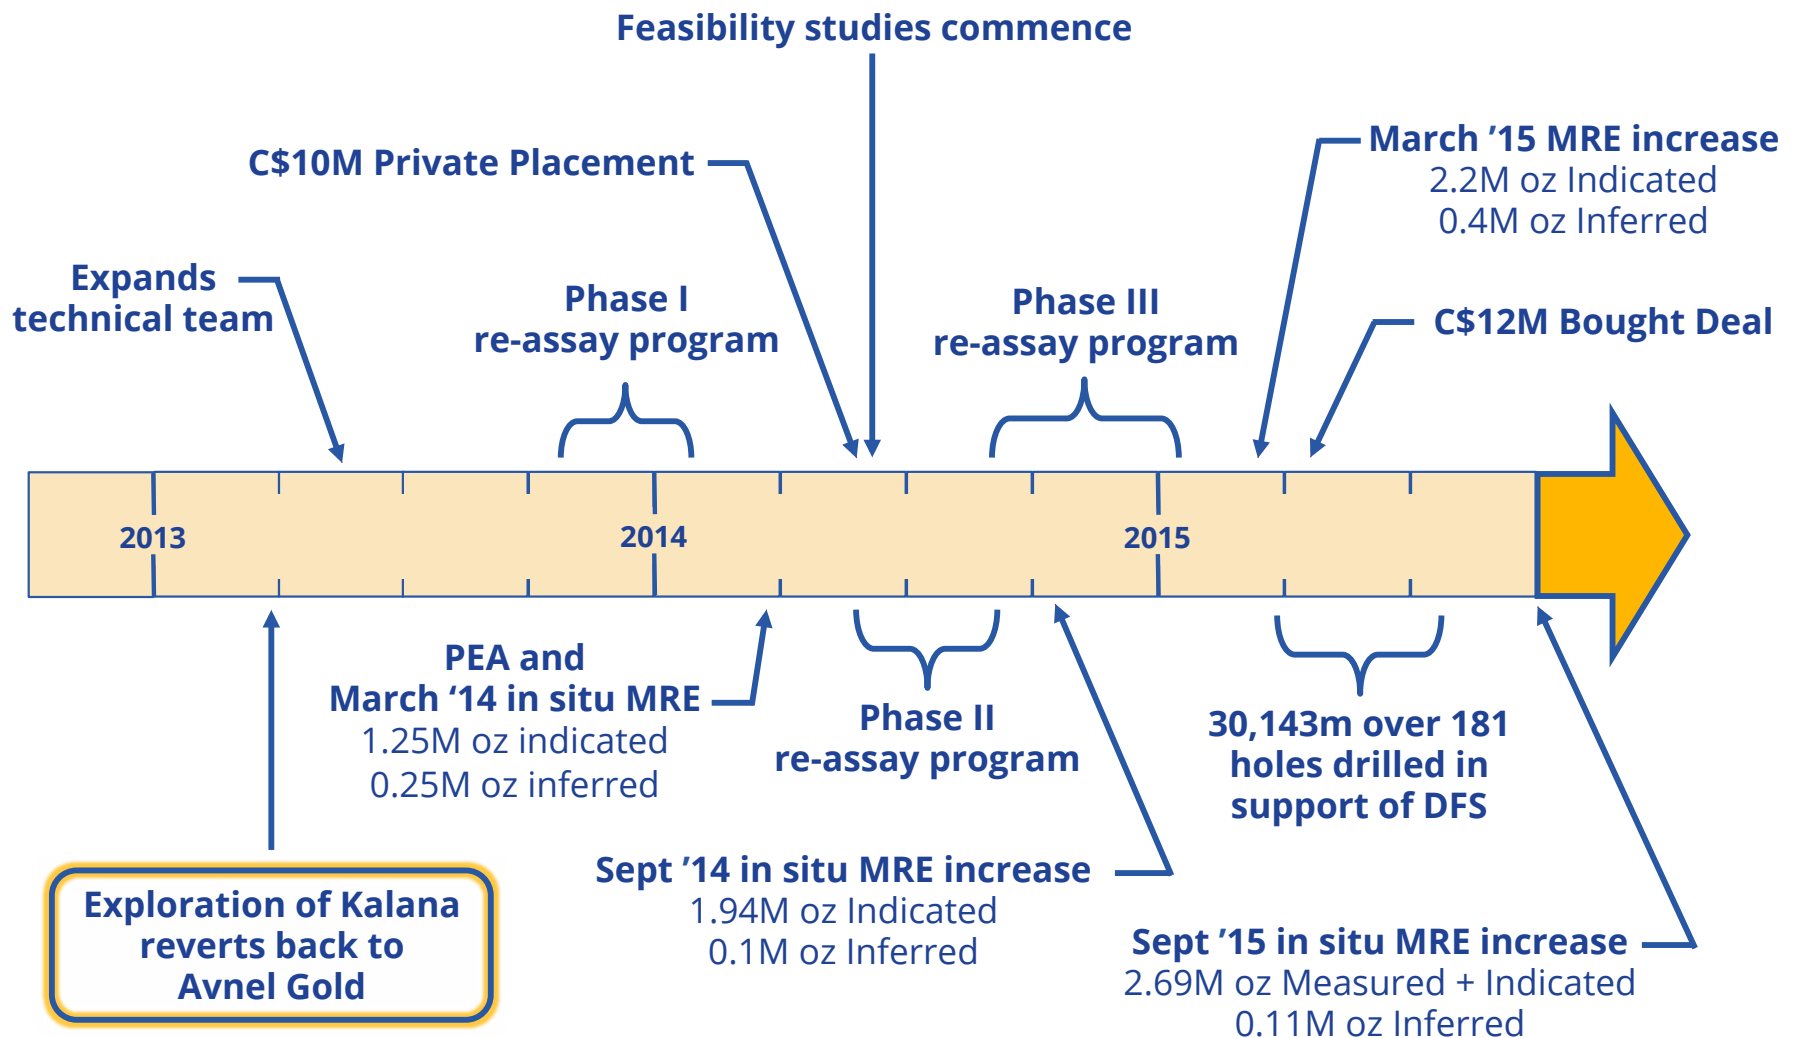 Feasibility studies commence
C$10M Private Placement
March ’15 MRE increase
2.2M oz Indicated
0.4M oz Inferred
Expands
technical team
Phase I
re-assay program
Phase III
re-assay program
C$12M Bought Deal
2013
2014
2015
PEA and
March ‘14 in situ MRE
1.25M oz indicated
0.25M oz inferred
Phase II
re-assay program
30,143m over 181
holes drilled in
support of DFS
Exploration of Kalana
reverts back to
Avnel Gold
Sept ’14 in situ MRE increase
1.94M oz Indicated
0.1M oz Inferred
Sept ’15 in situ MRE increase
2.69M oz Measured + Indicated
0.11M oz Inferred